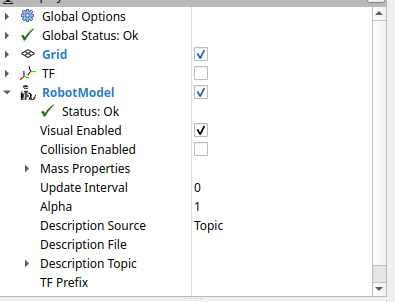 Global Options
Global Status: Ok
Grid
TF
RobotModel
Status: Ok
Visual Enabled
Collision Enabled
Mass Properties
Update Interval 0
Alpha 1
Description Source Topic
Description File
Description Topic
TF Prefix